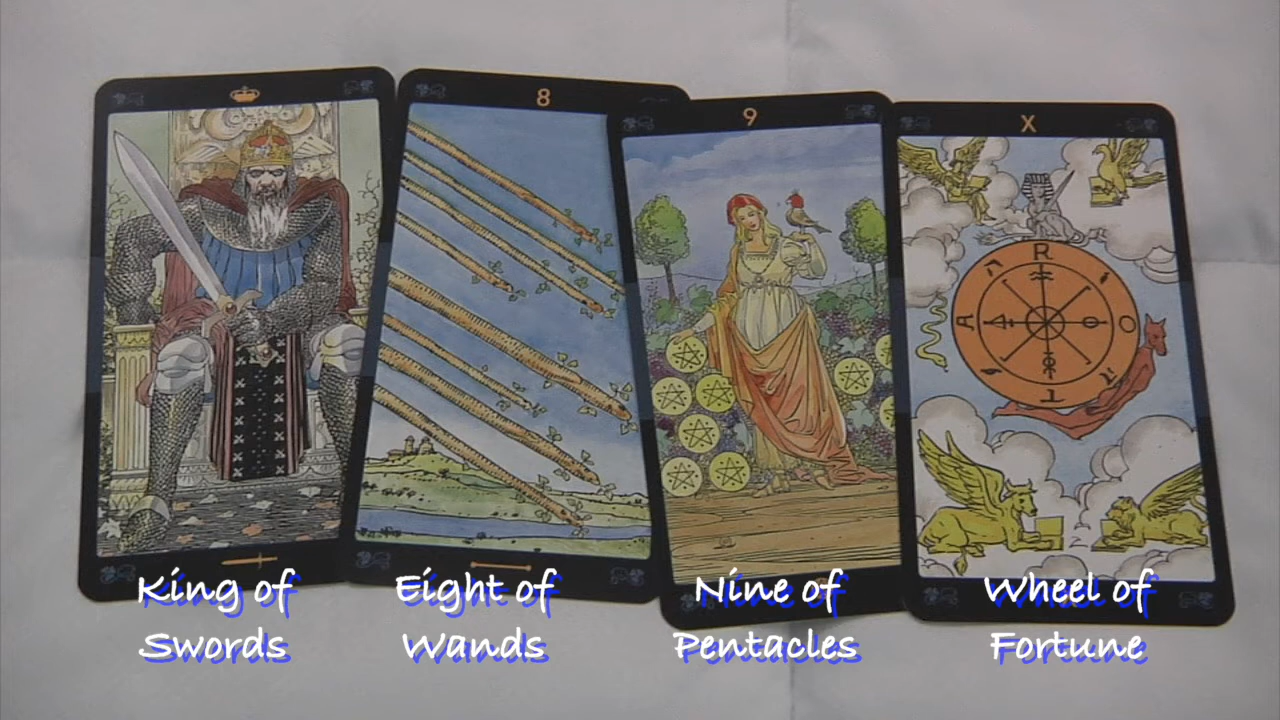 8
9
X
R
O
T
A
King of
Swords
Eight of
Wands
Nine of
Pentacles
Wheel of
Fortune